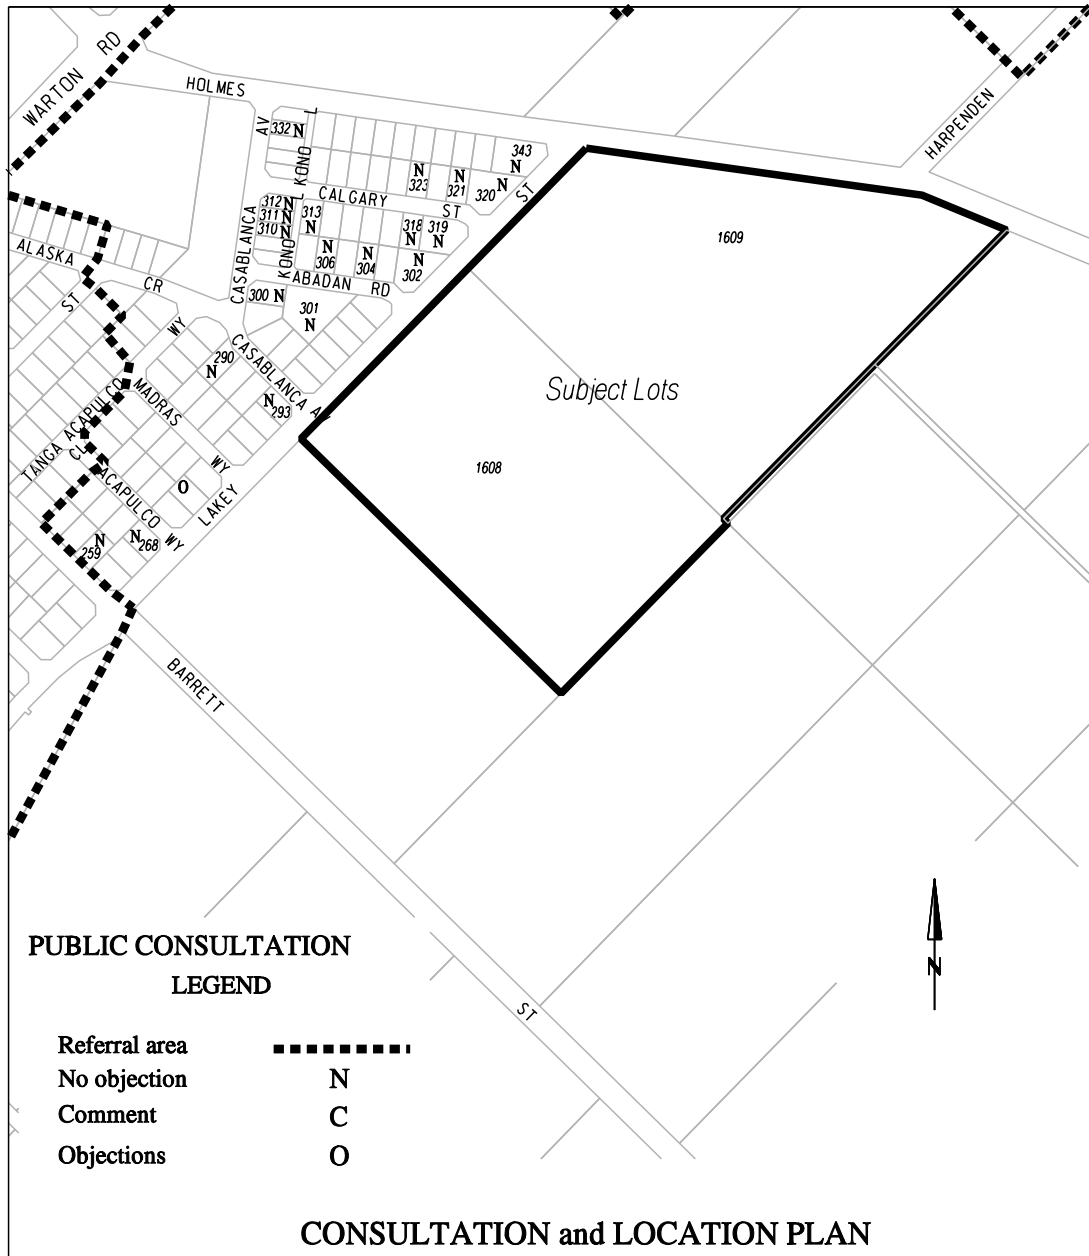 WARTON RD
HOLMES
HARPENDEN
AV
332 N
KONO L
343
N
N
323
N
321
320 N
ST
CALGARY ST
312 N
311 N
310 N
313
N
318
N
319
N
CASABLANCA
KONO L
N
306
N
304
N
302
ABADAN RD
300 N
301
N
1609
ALASKA CR
ST
WY
290
N
CASABLANCA AV
N 293
MADRAS WY
Subject Lots
TANGA CL
ACAPULCO
ACAPULCO WY
1608
O
LAKEY
N
259
N 268
BARRETT
ST
N
PUBLIC CONSULTATION
LEGEND
Referral area
No objection N
Comment C
Objections O
CONSULTATION and LOCATION PLAN